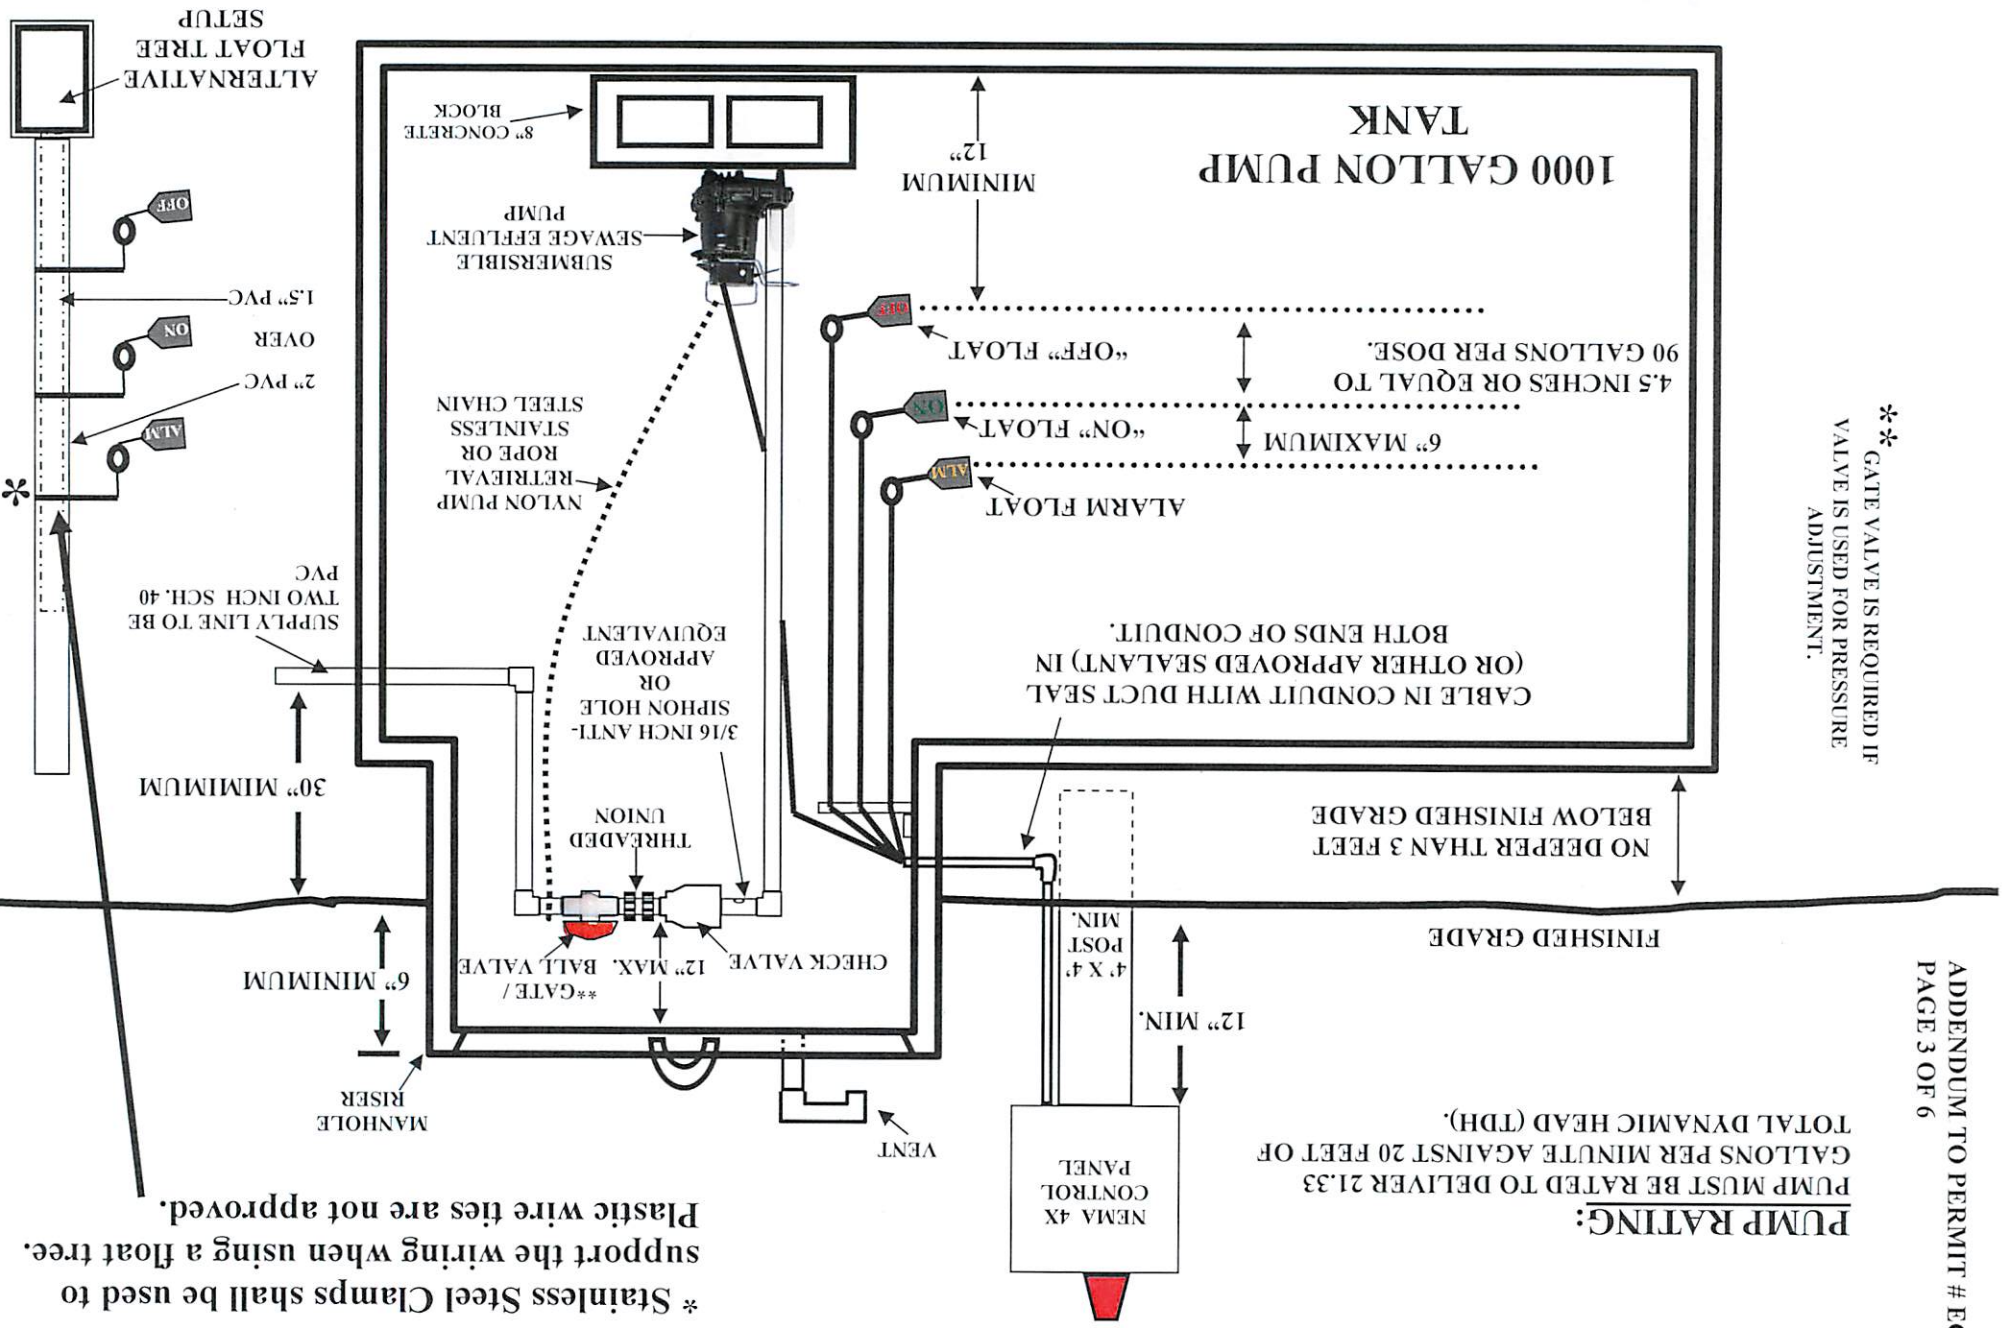 ADDENDUM TO PERMIT # E
PAGE 3 OF 6
* Stainless Steel Clamps shall be used to
support the wiring when using a float tree.
Plastic wire ties are not approved.
PUMP RATING:
PUMP MUST BE RATED TO DELIVER 21.33
GALLONS PER MINUTE AGAINST 20 FEET OF
TOTAL DYNAMIC HEAD (TDH).
NEMA 4X
CONTROL
PANEL
VENT
MANHOLE
RISER
12" MIN.
6" MINIMUM
FINISHED GRADE
4' X 4'
POST
MIN.
CHECK VALVE
12" MAX.
**GATE /
BALL VALVE
NO DEEPER THAN 3 FEET
BELOW FINISHED GRADE
THREADED
UNION
30" MIMIMUM
** GATE VALVE IS REQUIRED IF
VALVE IS USED FOR PRESSURE
ADJUSTMENT.
CABLE IN CONDUIT WITH DUCT SEAL
(OR OTHER APPROVED SEALANT) IN
BOTH ENDS OF CONDUIT.
3/16 INCH ANTI-
SIPHON HOLE
OR
APPROVED
EQUIVALENT
SUPPLY LINE TO BE
TWO INCH SCH. 40
PVC
*
ALARM FLOAT
ALM
6" MAXIMUM
"ON" FLOAT
ON
4.5 INCHES OR EQUAL TO
90 GALLONS PER DOSE.
"OFF" FLOAT
OFF
NYLON PUMP
RETRIEVAL
ROPE OR
STAINLESS
STEEL CHAIN
ALM
2" PVC
OVER
1.5" PVC
ON
OFF
SUBMERSIBLE
SEWAGE EFFLUENT
PUMP
MINIMUM
12"
1000 GALLON PUMP
TANK
8" CONCRETE
BLOCK
ALTERNATIVE
FLOAT TREE
SETUP